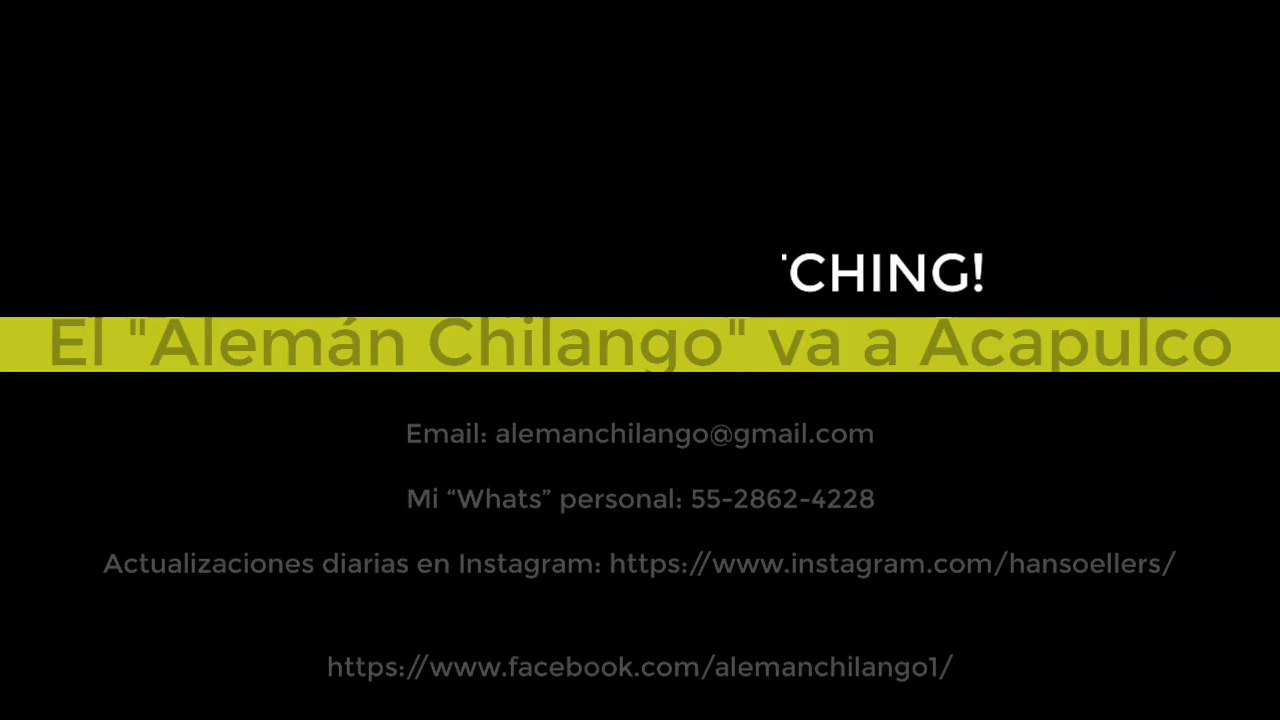 CHING!
El "Alemán Chilango" va a Acapulco
Email: alemanchilango@gmail.com
Mi “Whats” personal: 55-2862-4228
Actualizaciones diarias en Instagram: https://www.instagram.com/hansoellers/
https://www.facebook.com/alemanchilango1/